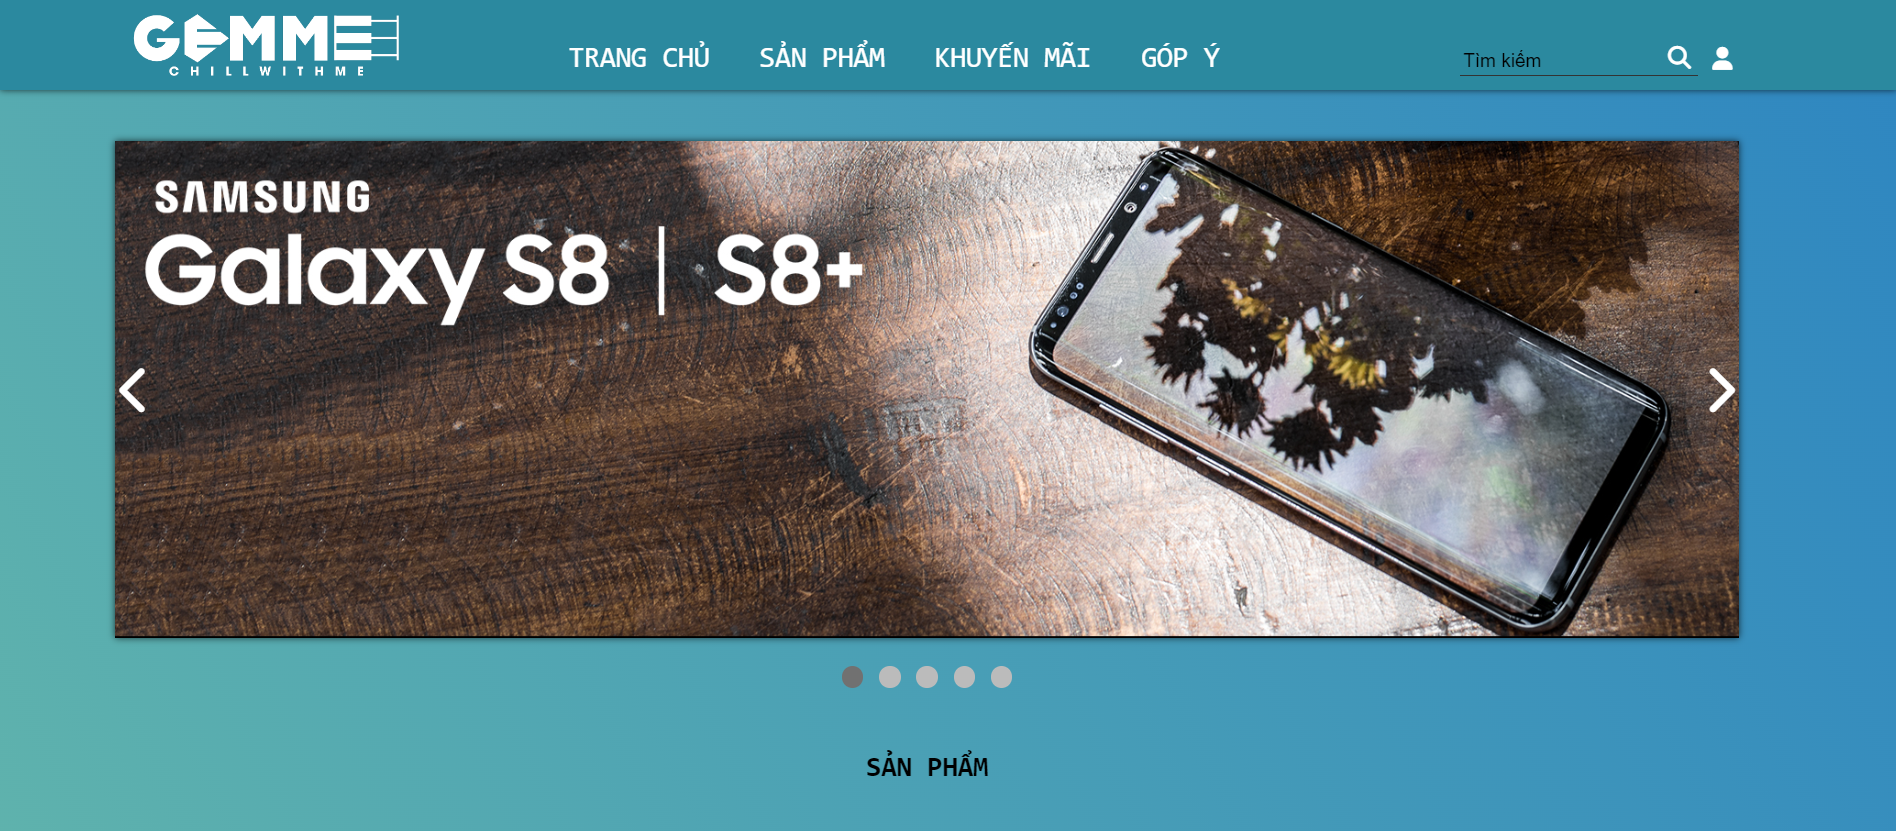 GEMME
CHILLWITHME
TRANG CHỦ SẢN PHẨM KHUYẾN MÃI GÓP Ý
Tìm kiếm
SAMSUNG
Galaxy S8 | S8+
SẢN PHẨM